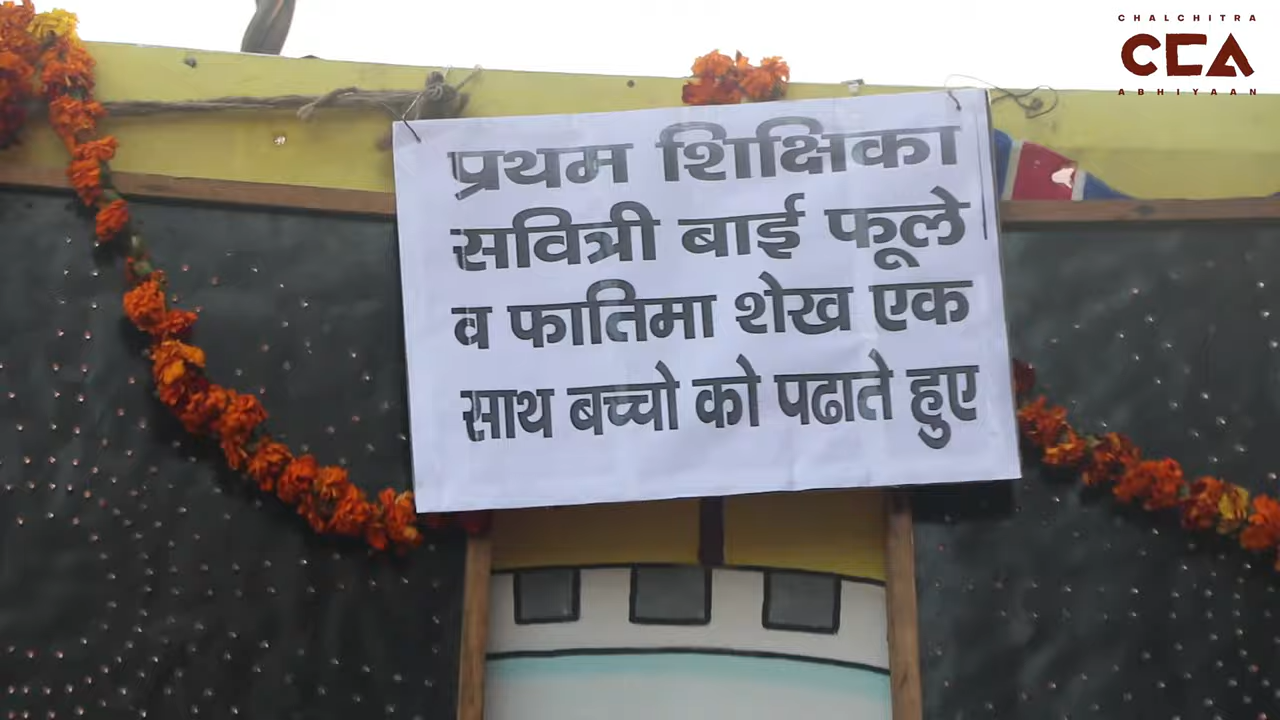 CHALCHITRA
CCA
ABHIYAAN
प्रथम शिक्षिका
सवित्री बाई फूले
व फातिमा शेख एक
साथ बच्चो को पढाते हुए